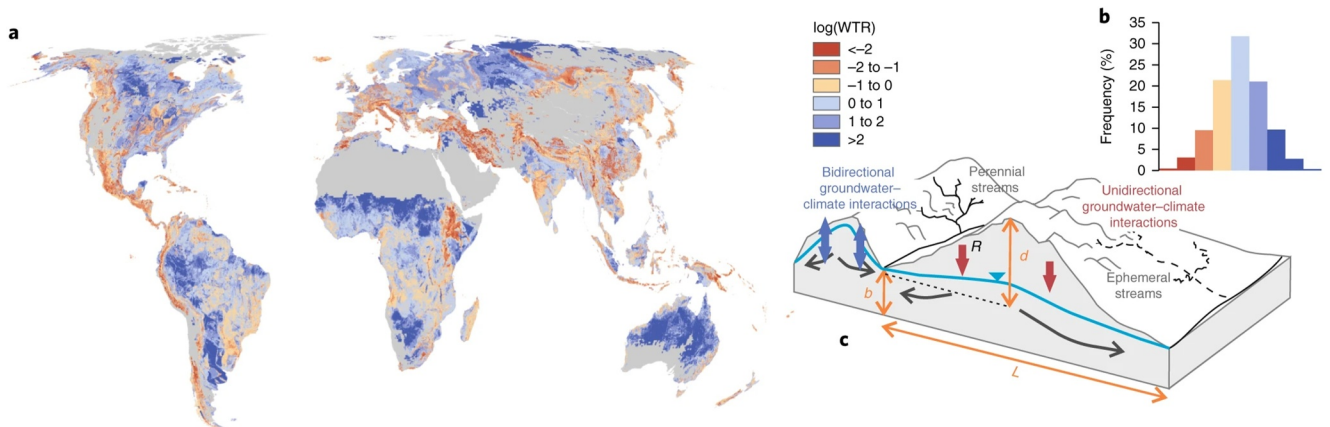 a
log(WTR)
<–2
–2 to –1
–1 to 0
0 to 1
1 to 2
>2
b
Frequency (%)
35
30
25
20
15
10
5
0
Bidirectional
groundwater–
climate interactions
Perennial
streams
Unidirectional
groundwater–climate
interactions
R
d
b
Ephemeral
streams
c
L